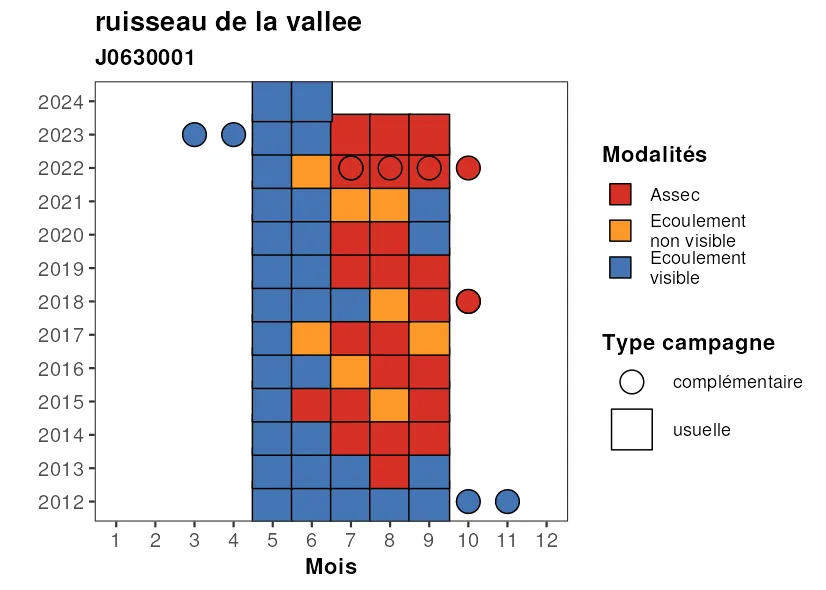 ruisseau de la vallee
J0630001
2024
2023
2022
2021
2020
2019
2018
2017
2016
2015
2014
2013
2012
1 2 3 4 5 6 7 8 9 10 11 12
Mois
Modalités
Assec
Ecoulement
non visible
Ecoulement
visible
Type campagne
complémentaire
usuelle